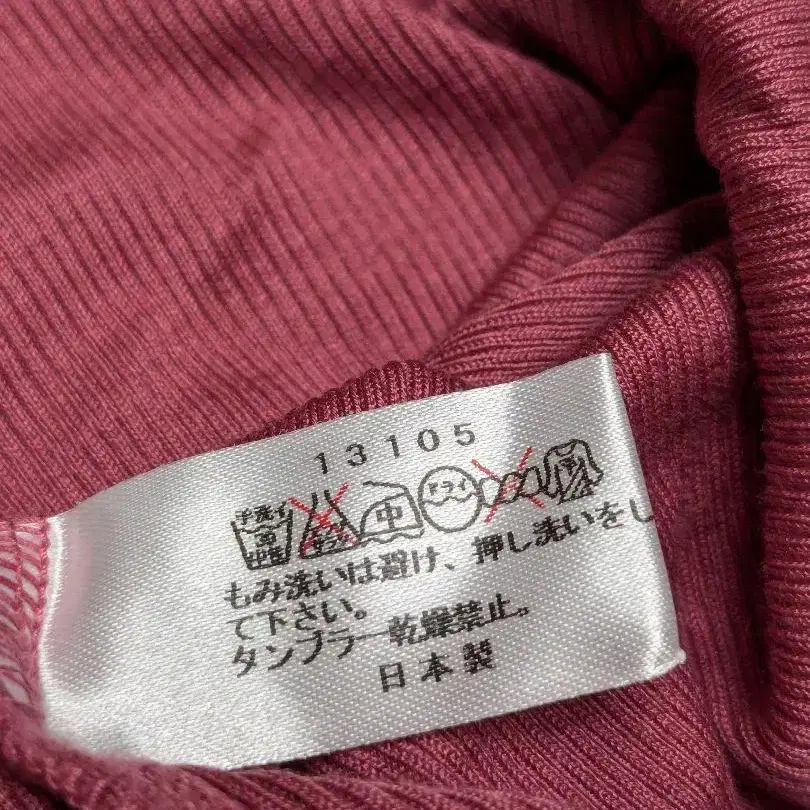 13105
手洗イ
30
中性
中
ドライ
もみ洗いは避け、押し洗いをし
て下さい。
タンブラー乾燥禁止。
日本製